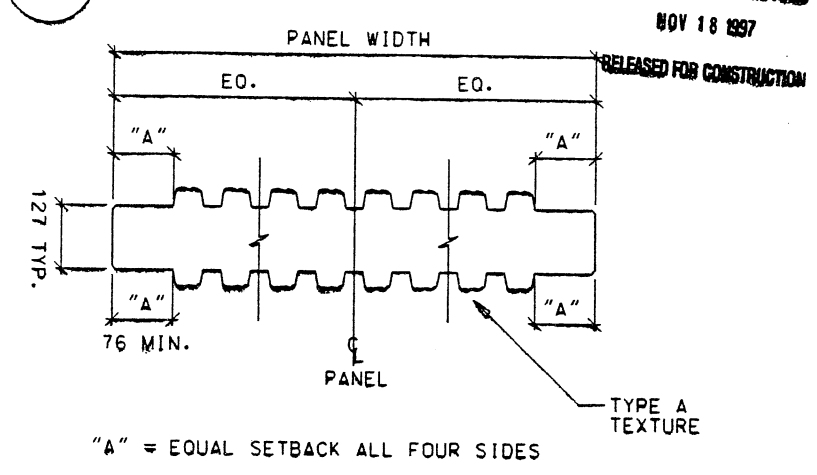 NOV 18 1997
RELEASED FOR CONSTRUCTION
PANEL WIDTH
EQ.
EQ.
"A"
"A"
127 TYP.
"A"
"A"
76 MIN.
℄
PANEL
TYPE A
TEXTURE
"A" = EQUAL SETBACK ALL FOUR SIDES